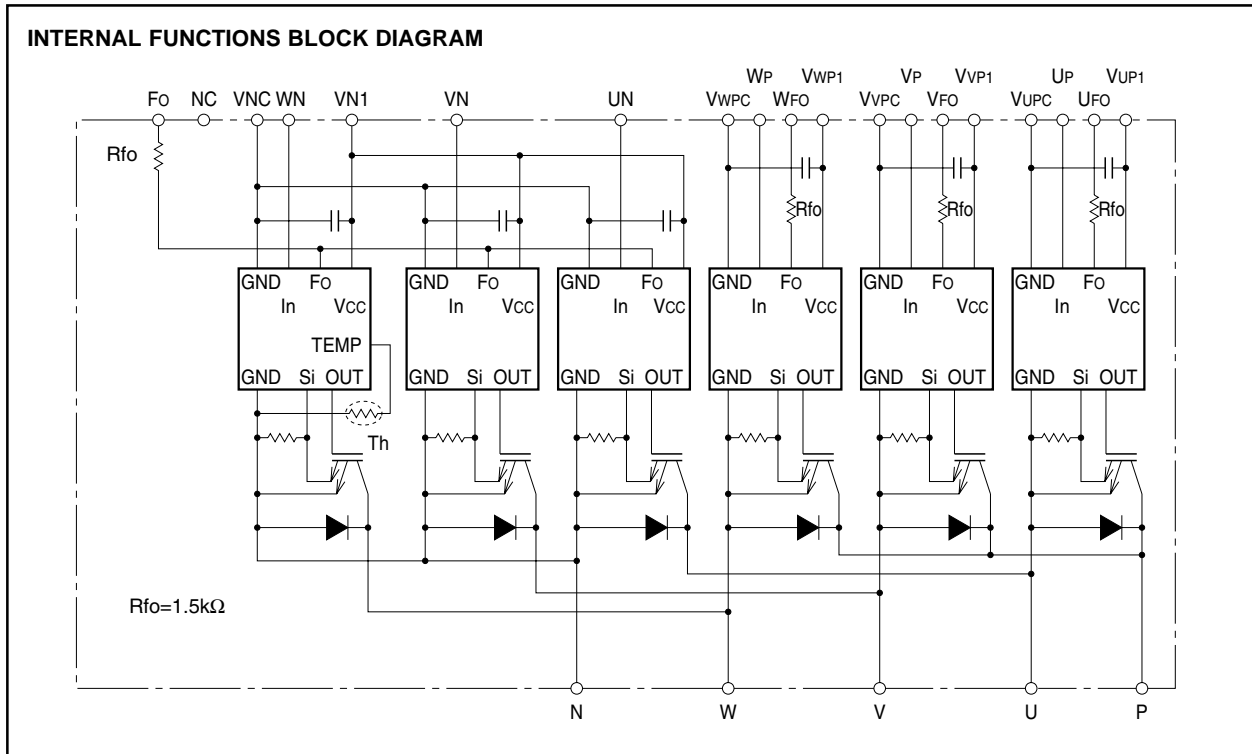 INTERNAL FUNCTIONS BLOCK DIAGRAM
WP VWP1 VP VVP1 UP VUP1
FO NC VNC WN VN1 VN UN VWPC WFO VVPC VFO VUPC UFO
Rfo
Rfo Rfo Rfo
GND FO GND FO GND FO GND FO GND FO GND FO
In VCC In VCC In VCC In VCC In VCC In VCC
TEMP
GND Si OUT GND Si OUT GND Si OUT GND Si OUT GND Si OUT GND Si OUT
Th
Rfo=1.5kΩ
N W V U P